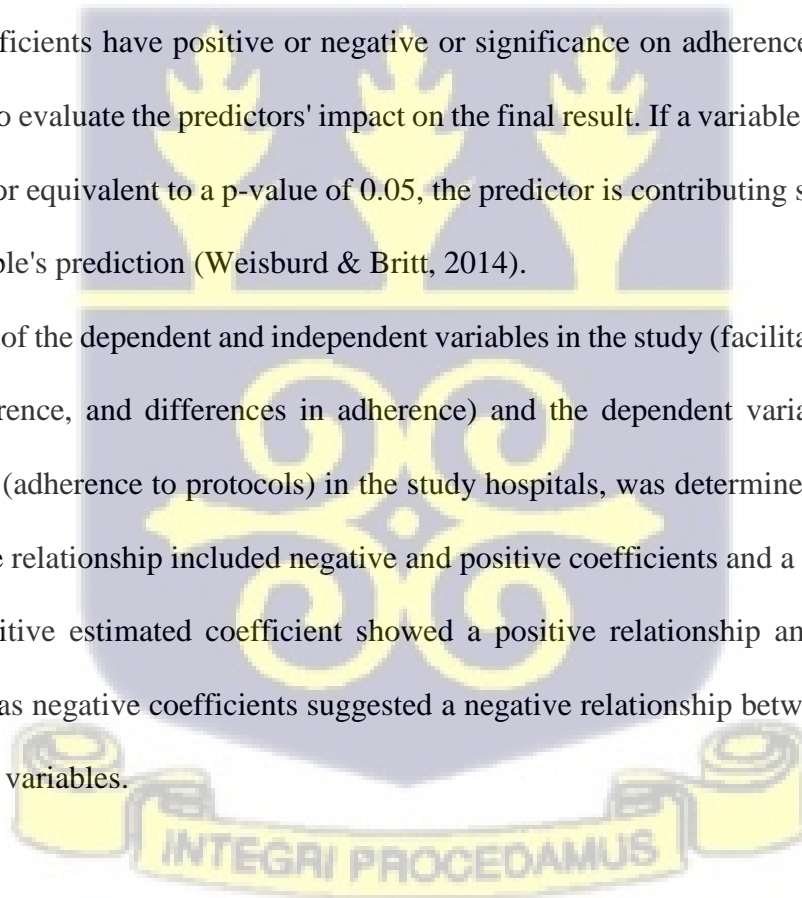 ficients have positive or negative or significance on adherence
o evaluate the predictors' impact on the final result. If a variable
or equivalent to a p-value of 0.05, the predictor is contributing s
ole's prediction (Weisburd & Britt, 2014).
of the dependent and independent variables in the study (facilita
rence, and differences in adherence) and the dependent varia
(adherence to protocols) in the study hospitals, was determine
e relationship included negative and positive coefficients and a
itive estimated coefficient showed a positive relationship an
as negative coefficients suggested a negative relationship betw
variables.
INTEGRI PROCEDAMUS